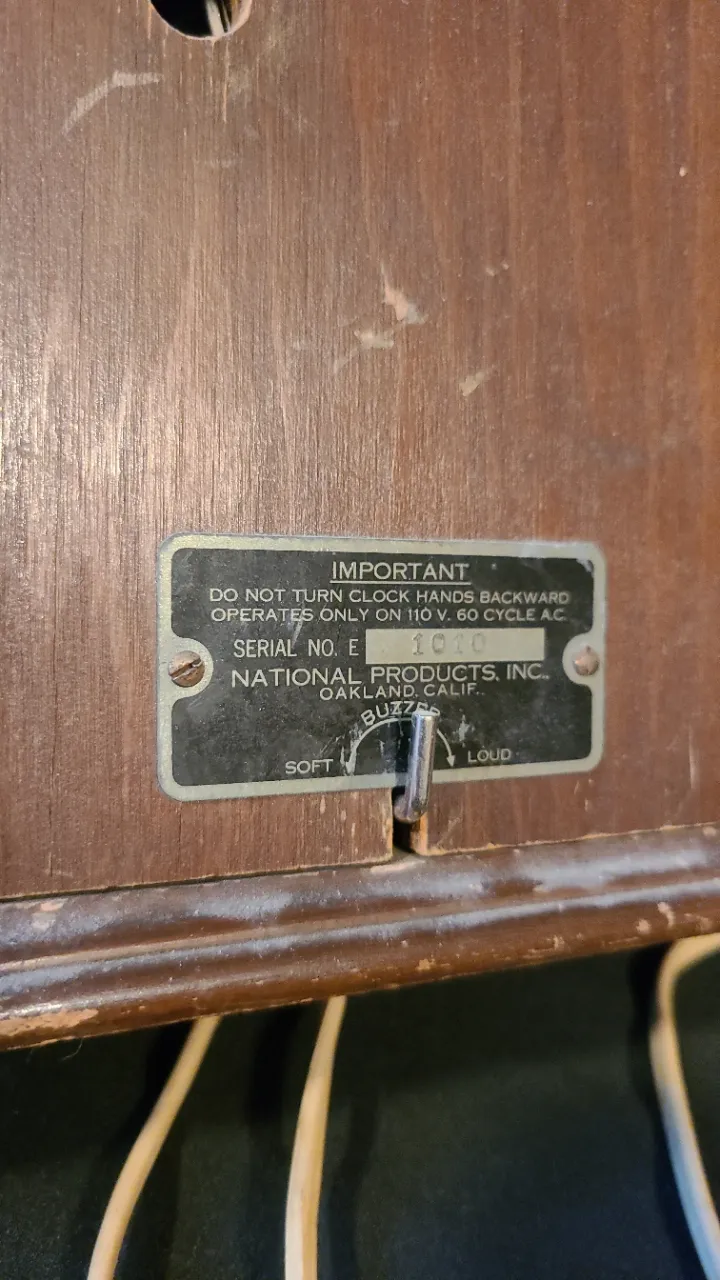 IMPORTANT
DO NOT TURN CLOCK HANDS BACKWARD
OPERATES ONLY ON 110 V. 60 CYCLE A.C.
SERIAL NO. E 1010
NATIONAL PRODUCTS, INC.
OAKLAND, CALIF.
BUZZER
SOFT LOUD